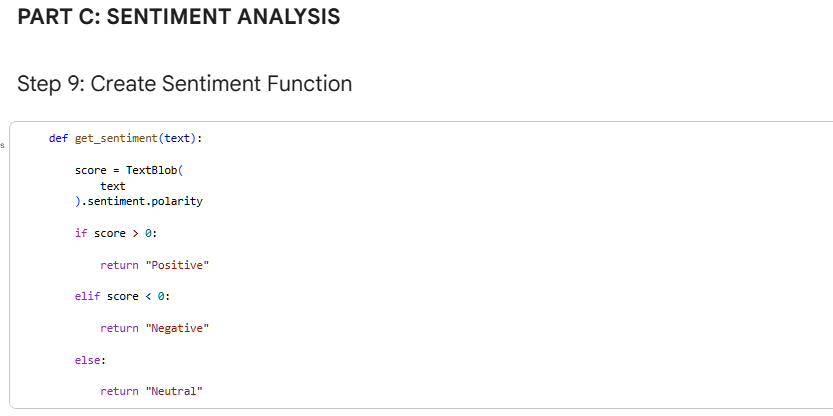 PART C: SENTIMENT ANALYSIS
Step 9: Create Sentiment Function
s
def get_sentiment(text):
score = TextBlob(
text
).sentiment.polarity
if score > 0:
return "Positive"
elif score < 0:
return "Negative"
else:
return "Neutral"